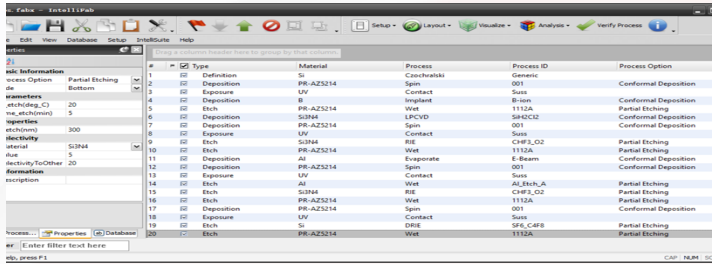 s.fabs - IntelliFab
Setup Layout Visualize Analysis Verify Process
e Edit View Database Setup IntelliSuite Help
erties
Drag a column header here to group by that column.
# Type Material Process Process ID Process Option
asic Information
rocess Option Partial Etching
de Bottom
arameters
_etch(deg_C) 20
me_etch(min) 5
roperties
etch(nm) 300
electivity
aterial Si3N4
lue 5
electivityToOther 20
formation
escription
1 Definition Si Czochralski Generic
2 Deposition PR-AZ5214 Spin 001 Conformal Deposition
3 Exposure UV Contact Suss
4 Deposition B Implant B-ion Conformal Deposition
5 Etch PR-AZ5214 Wet 1112A Partial Etching
6 Deposition Si3N4 LPCVD SiH2Cl2 Conformal Deposition
7 Deposition PR-AZ5214 Spin 001 Conformal Deposition
8 Exposure UV Contact Suss
9 Etch Si3N4 RIE CHF3_O2 Partial Etching
10 Etch PR-AZ5214 Wet 1112A Partial Etching
11 Deposition Al Evaporate E-Beam Conformal Deposition
12 Deposition PR-AZ5214 Spin 001 Conformal Deposition
13 Exposure UV Contact Suss
14 Etch Al Wet Al_Etch_A Partial Etching
15 Etch Si3N4 RIE CHF3_O2 Partial Etching
16 Etch PR-AZ5214 Wet 1112A Partial Etching
17 Deposition PR-AZ5214 Spin 001 Conformal Deposition
18 Exposure UV Contact Suss
19 Etch Si DRIE SF6_C4F8 Partial Etching
20 Etch PR-AZ5214 Wet 1112A Partial Etching
Process... Properties Database
er Enter filter text here
elp, press F1 CAP NUM SC